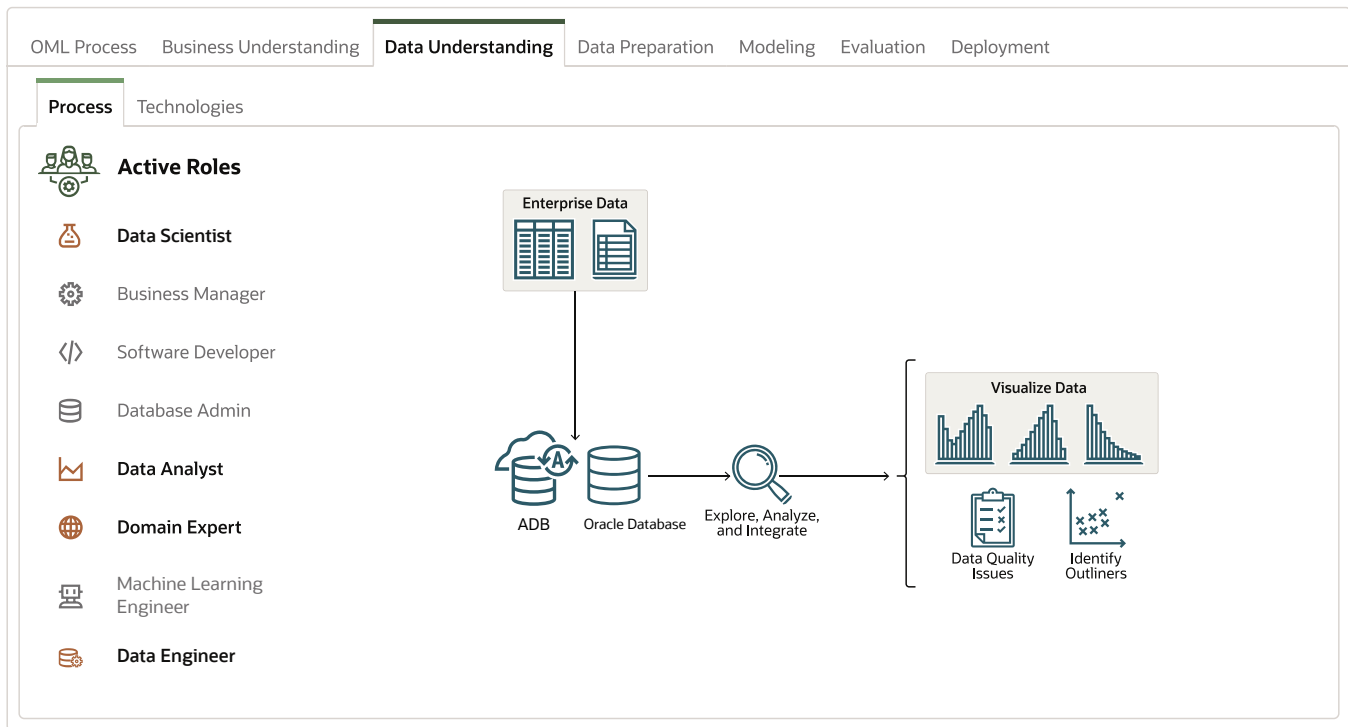 OML Process
Business Understanding
Data Understanding
Data Preparation
Modeling
Evaluation
Deployment
Process
Technologies
Active Roles
Data Scientist
Business Manager
Software Developer
Database Admin
Data Analyst
Domain Expert
Machine Learning
Engineer
Data Engineer
Enterprise Data
A
ADB
Oracle Database
Explore, Analyze,
and Integrate
Visualize Data
Data Quality
Issues
Identify
Outliners